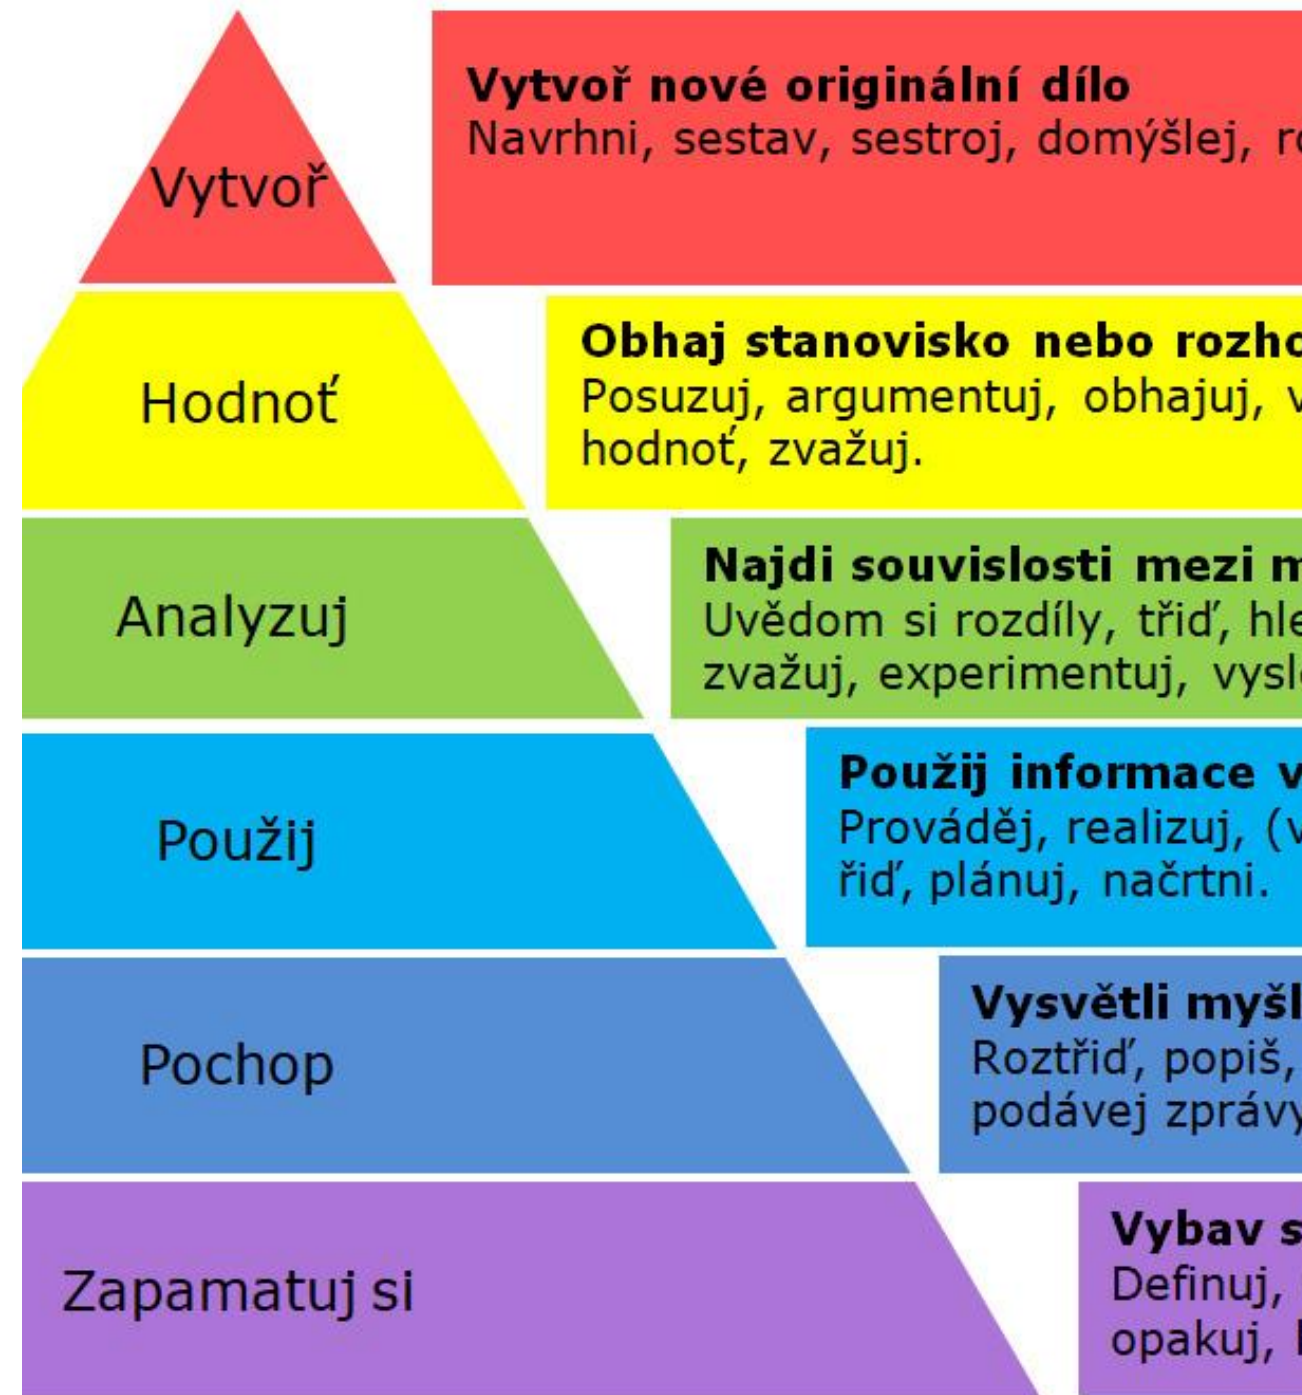 Vytvoř
Vytvoř nové originální dílo
Navrhni, sestav, sestroj, domýšlej,
Hodnoť
Obhaj stanovisko nebo
Posuzuj, argumentuj, obhajuj,
hodnoť, zvažuj.
Analyzuj
Najdi souvislosti mezi
Uvědom si rozdíly, třiď,
zvažuj, experimentuj,
Použij
Použij informace v
Prováděj, realizuj,
řiď, plánuj, načrtni.
Pochop
Vysvětli
Roztřiď, popiš,
podávej zprávy
Zapamatuj si
Vybav
Definuj,
opakuj,